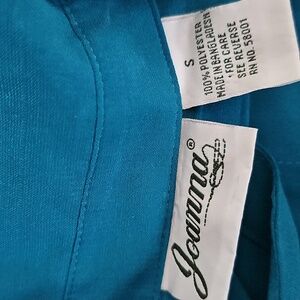 S
100% POLYESTER
MADE IN BANGLADESH
*FOR CARE
SEE REVERSE
RN NO. 58001
Joanna®